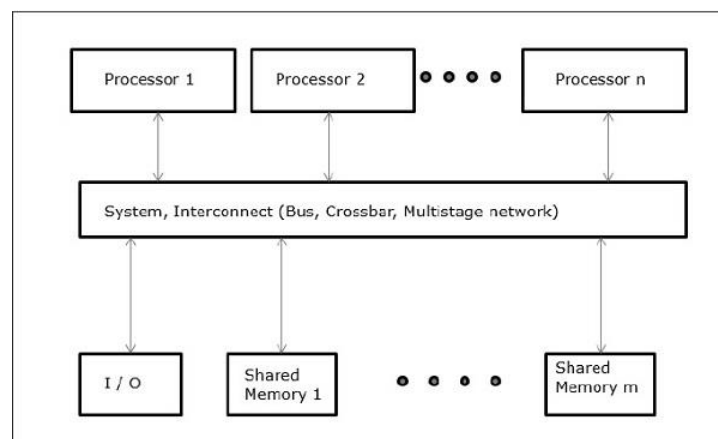 Processor 1
Processor 2
Processor n
System, Interconnect (Bus, Crossbar, Multistage network)
I / O
Shared
Memory 1
Shared
Memory m